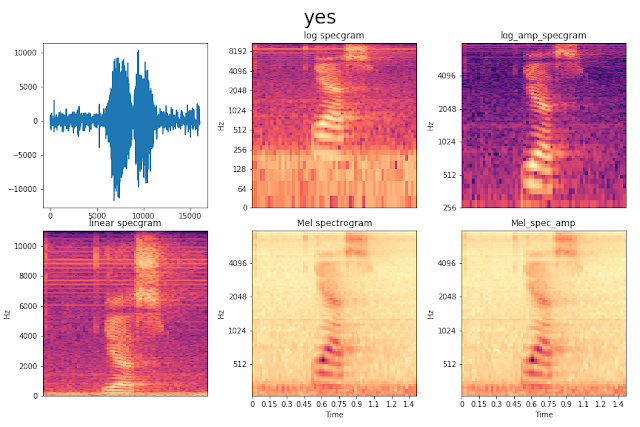 yes
log specgram
log_amp_specgram
10000
5000
0
−5000
−10000
0 5000 10000 15000
Hz
8192
4096
2048
1024
512
256
128
64
0
Hz
4096
2048
1024
512
256
linear specgram
Mel spectrogram
Mel_spec_amp
Hz
10000
8000
6000
4000
2000
0
Hz
4096
2048
1024
512
0 0.15 0.3 0.45 0.6 0.75 0.9 1.1 1.2 1.4
Time
Hz
4096
2048
1024
512
0 0.15 0.3 0.45 0.6 0.75 0.9 1.1 1.2 1.4
Time